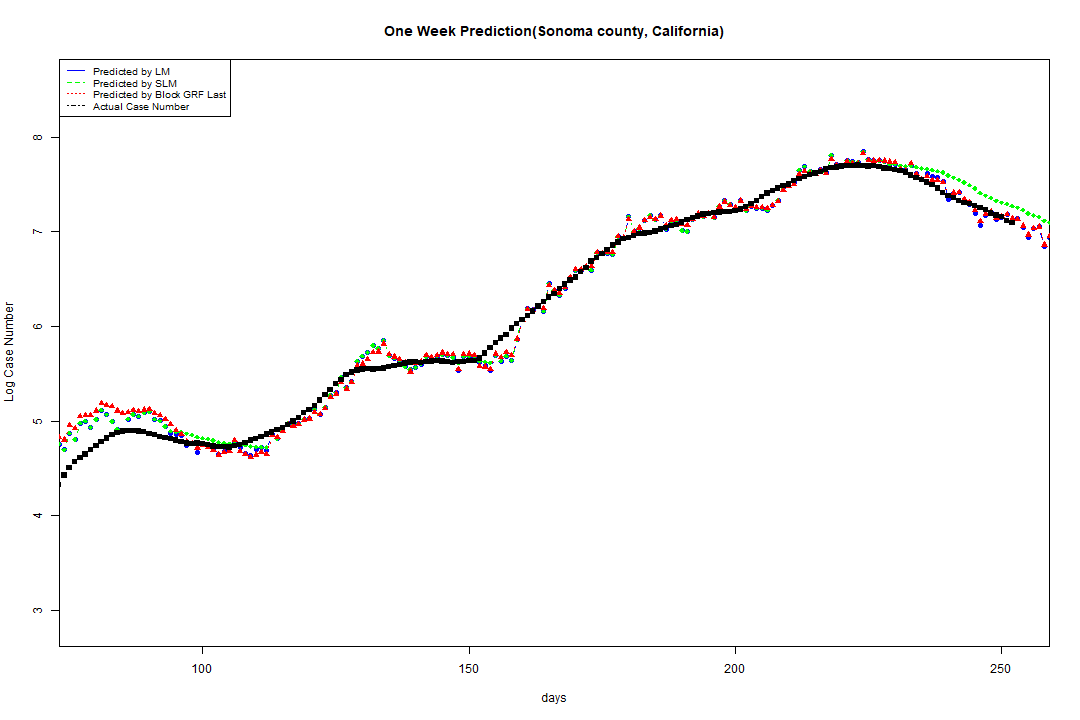 One Week Prediction(Sonoma county, California)
Predicted by LM
Predicted by SLM
Predicted by Block GRF Last
Actual Case Number
8
7
6
5
4
3
Log Case Number
100 150 200 250
days